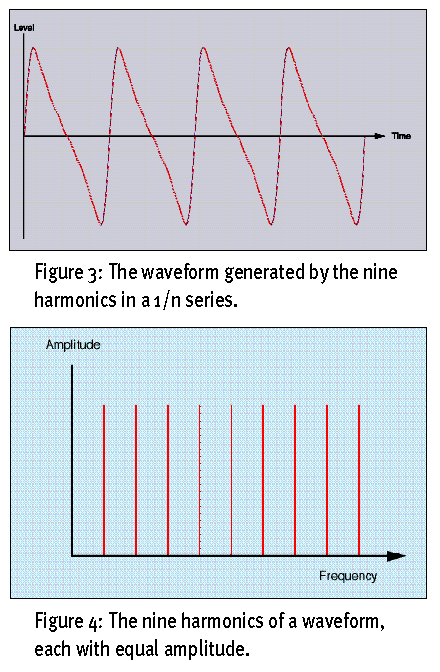 Level
Time
Figure 3: The waveform generated by the nine
harmonics in a 1/n series.
Amplitude
Frequency
Figure 4: The nine harmonics of a waveform,
each with equal amplitude.